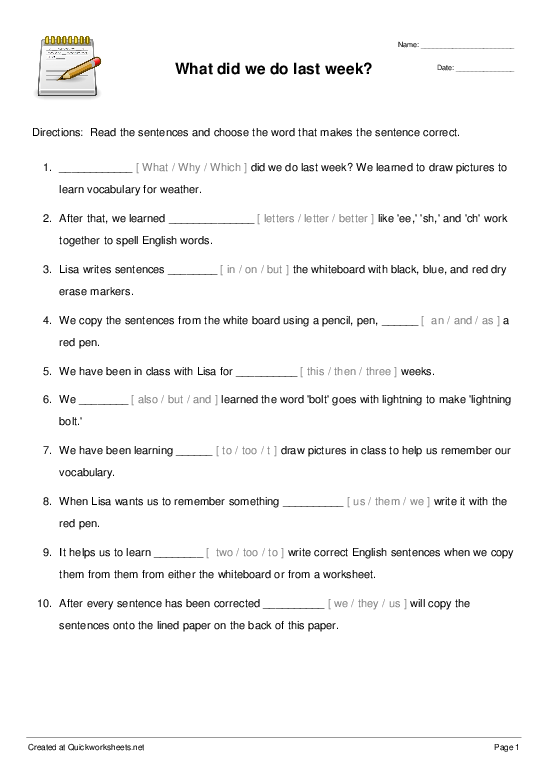 Name: ______________________
What did we do last week?
Date: ______________
Directions: Read the sentences and choose the word that makes the sentence correct.
1. ____________ [ What / Why / Which ] did we do last week? We learned to draw pictures to
learn vocabulary for weather.
2. After that, we learned ______________ [ letters / letter / better ] like 'ee,' 'sh,' and 'ch' work
together to spell English words.
3. Lisa writes sentences ________ [ in / on / but ] the whiteboard with black, blue, and red dry
erase markers.
4. We copy the sentences from the white board using a pencil, pen, ______ [ an / and / as ] a
red pen.
5. We have been in class with Lisa for __________ [ this / then / three ] weeks.
6. We ________ [ also / but / and ] learned the word 'bolt' goes with lightning to make 'lightning
bolt.'
7. We have been learning ______ [ to / too / t ] draw pictures in class to help us remember our
vocabulary.
8. When Lisa wants us to remember something __________ [ us / them / we ] write it with the
red pen.
9. It helps us to learn ________ [ two / too / to ] write correct English sentences when we copy
them from them from either the whiteboard or from a worksheet.
10. After every sentence has been corrected __________ [ we / they / us ] will copy the
sentences onto the lined paper on the back of this paper.
Created at Quickworksheets.net
Page 1